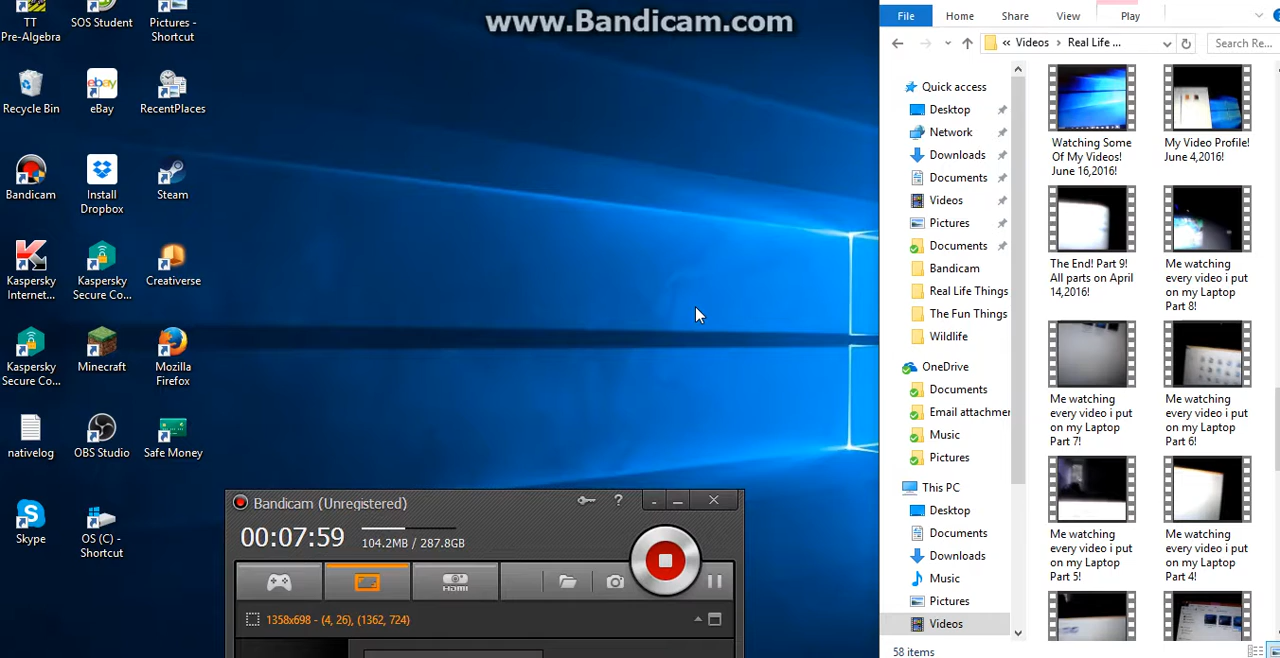 www.Bandicam.com
TT
Pre-Algebra
SOS Student
Pictures -
Shortcut
Recycle Bin
eBay
RecentPlaces
Bandicam
Install
Dropbox
Steam
Kaspersky
Internet...
Kaspersky
Secure Co...
Creativerse
Kaspersky
Secure Co...
Minecraft
Mozilla
Firefox
nativelog
OBS Studio
Safe Money
Skype
OS (C) -
Shortcut
Bandicam (Unregistered)
?
00:07:59
104.2MB / 287.8GB
HDMI
1358x698 - (4, 26), (1362, 724)
File
Home
Share
View
Play
« Videos › Real Life ...
Search Re...
Quick access
Desktop
Network
Downloads
Documents
Videos
Pictures
Documents
Bandicam
Real Life Things
The Fun Things
Wildlife
OneDrive
Documents
Email attachmer
Music
Pictures
This PC
Desktop
Documents
Downloads
Music
Pictures
Videos
58 items
Watching Some
Of My Videos!
June 16,2016!
My Video Profile!
June 4,2016!
The End! Part 9!
All parts on April
14,2016!
Me watching
every video i put
on my Laptop
Part 8!
Me watching
every video i put
on my Laptop
Part 7!
Me watching
every video i put
on my Laptop
Part 6!
Me watching
every video i put
on my Laptop
Part 5!
Me watching
every video i put
on my Laptop
Part 4!